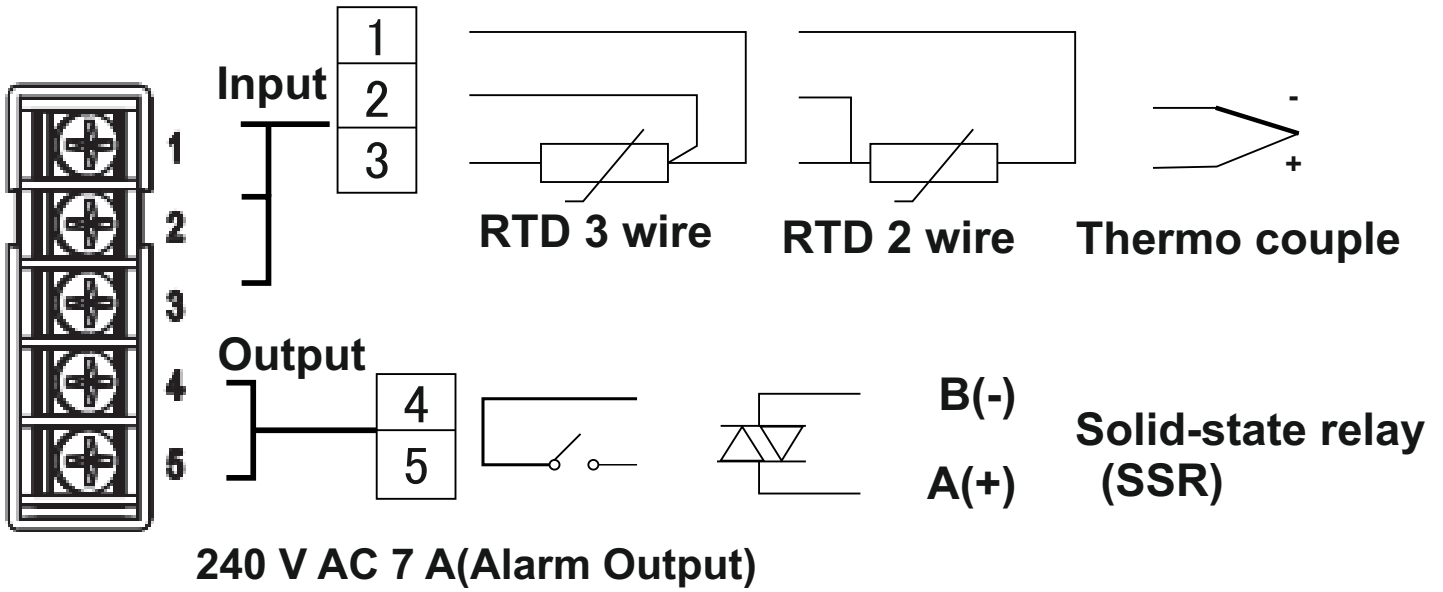 1
2
3
4
5
Input
1
2
3
RTD 3 wire
RTD 2 wire
-
+
Thermo couple
Output
4
5
B(-)
A(+)
Solid-state relay
(SSR)
240 V AC 7 A(Alarm Output)